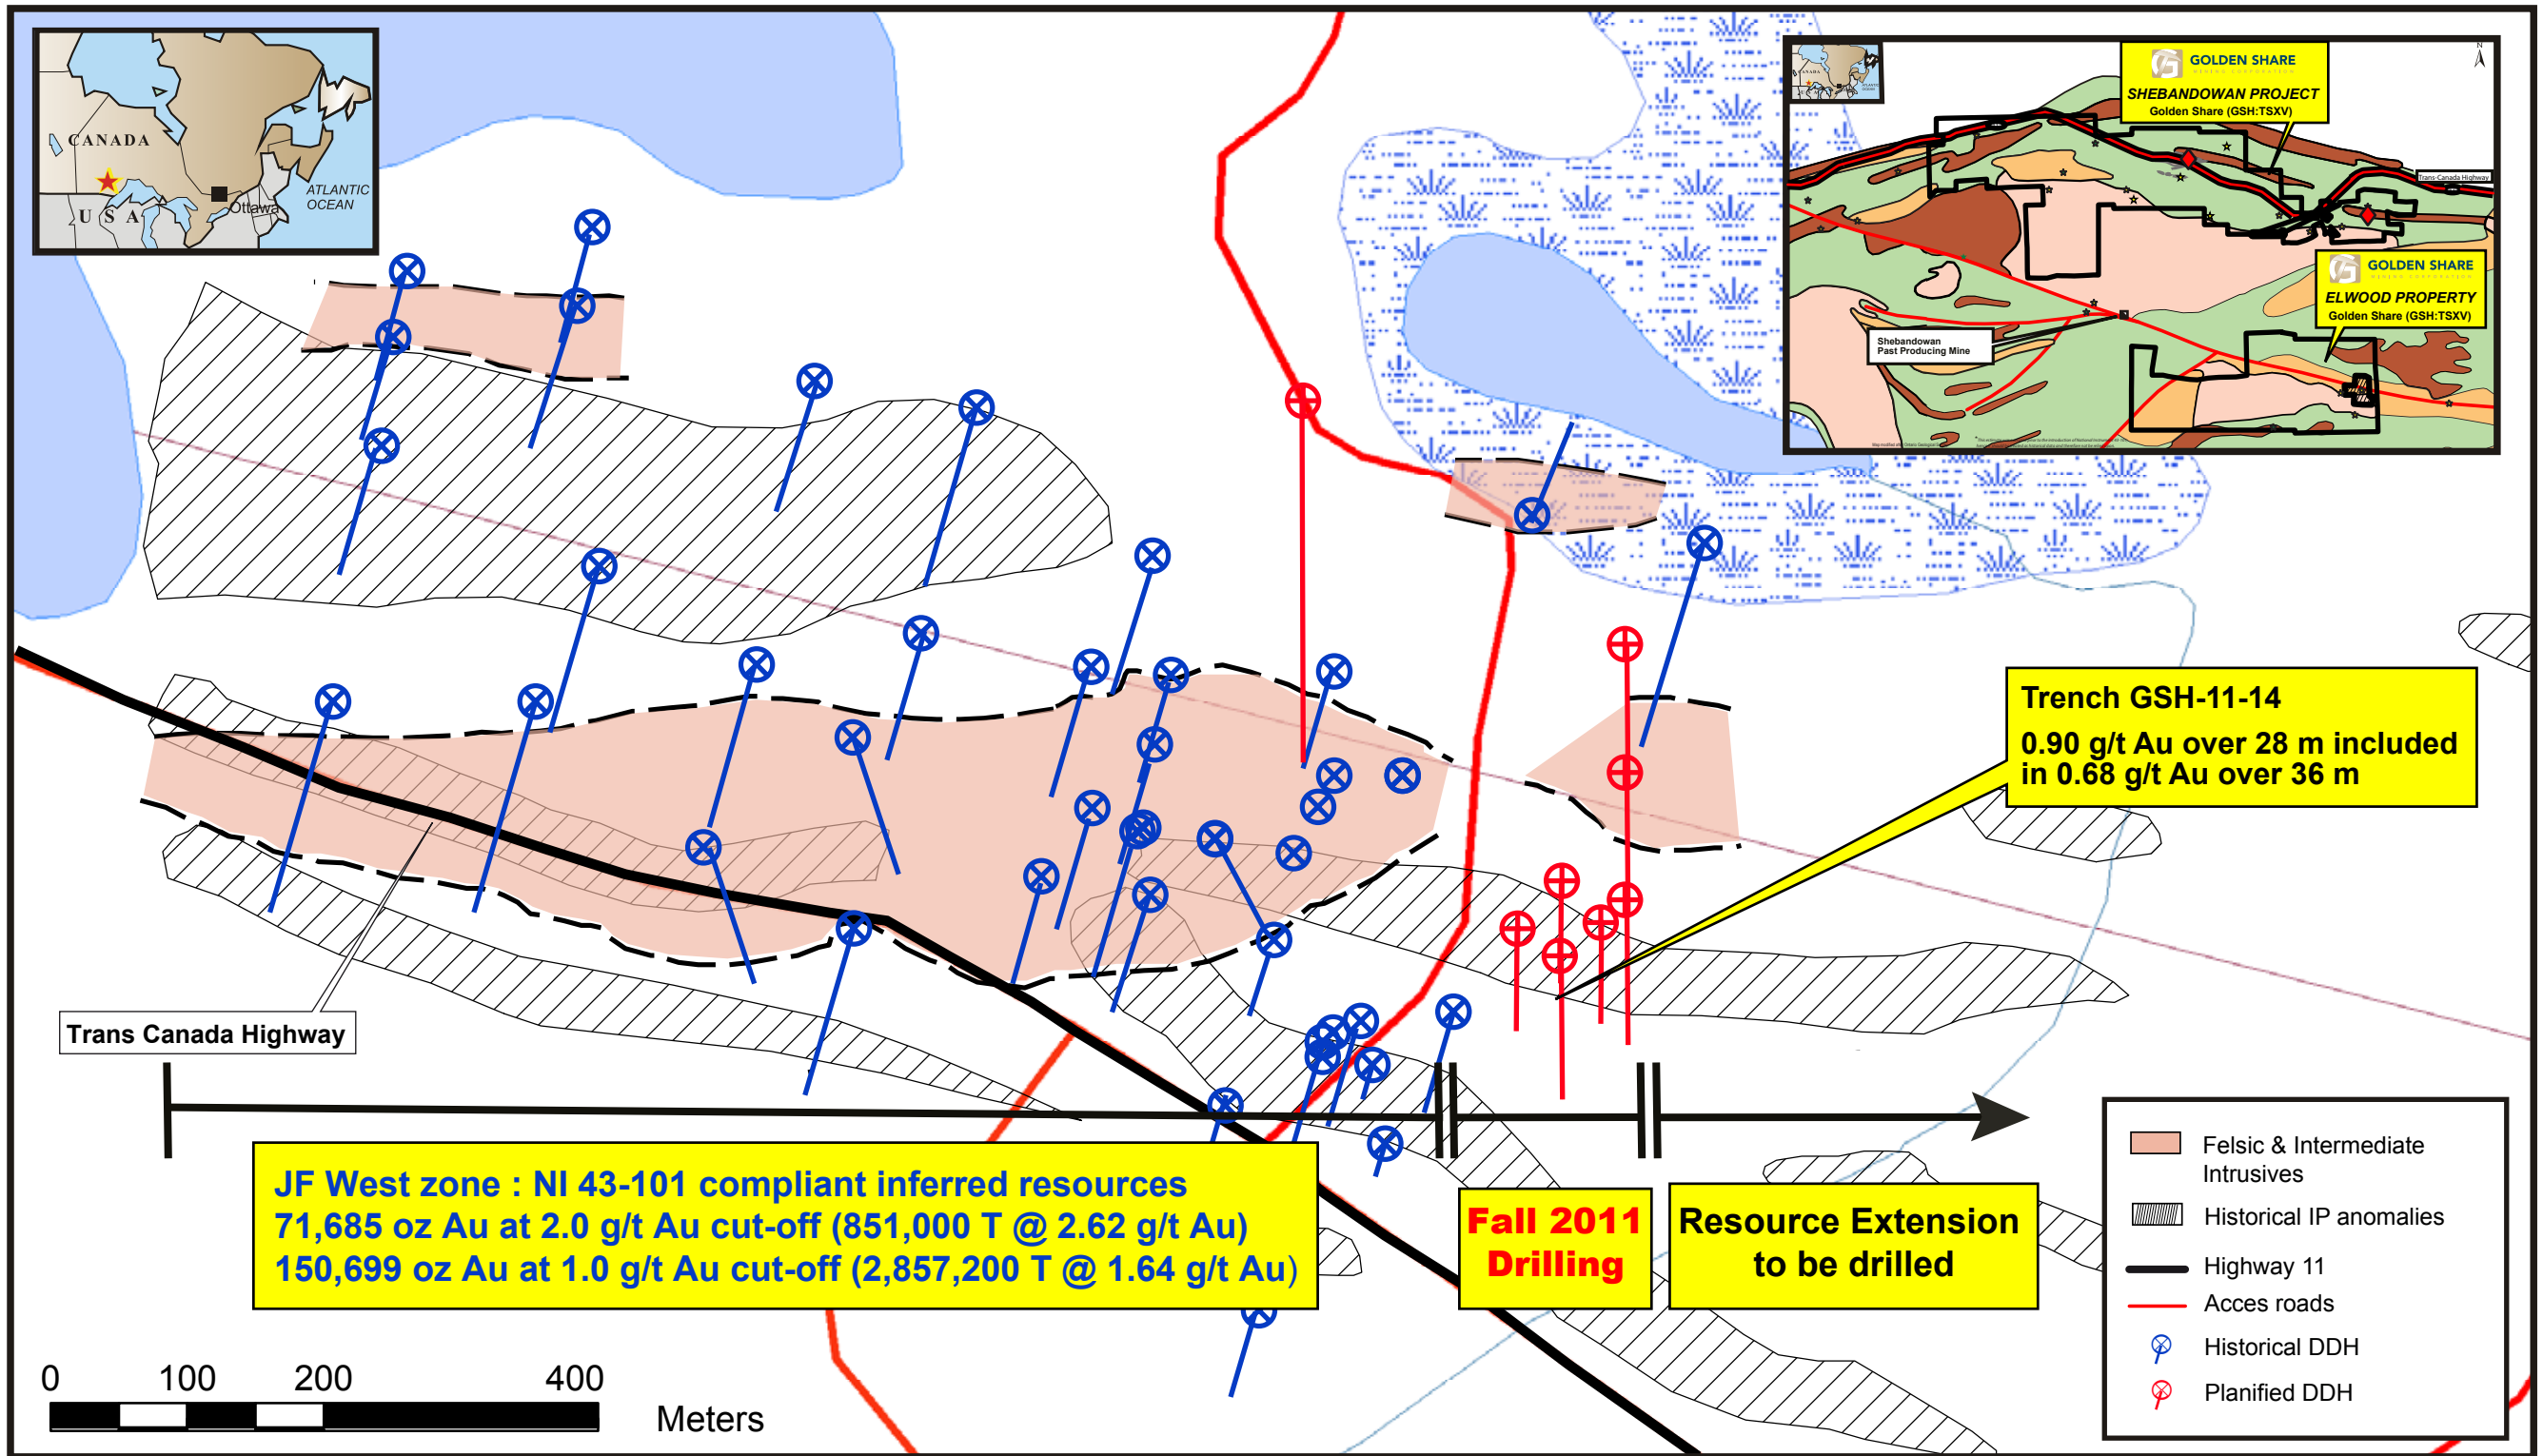 CANADA
U S A
Ottawa
ATLANTIC
OCEAN
N
GOLDEN SHARE
MINING CORPORATION
SHEBANDOWAN PROJECT
Golden Share (GSH:TSXV)
Trans-Canada Highway
GOLDEN SHARE
MINING CORPORATION
ELWOOD PROPERTY
Golden Share (GSH:TSXV)
Shebandowan
Past Producing Mine
Trench GSH-11-14
0.90 g/t Au over 28 m included
in 0.68 g/t Au over 36 m
Trans Canada Highway
JF West zone : NI 43-101 compliant inferred resources
71,685 oz Au at 2.0 g/t Au cut-off (851,000 T @ 2.62 g/t Au)
150,699 oz Au at 1.0 g/t Au cut-off (2,857,200 T @ 1.64 g/t Au)
Fall 2011
Drilling
Resource Extension
to be drilled
Felsic & Intermediate
Intrusives
Historical IP anomalies
Highway 11
Acces roads
Historical DDH
Planified DDH
0 100 200 400
Meters